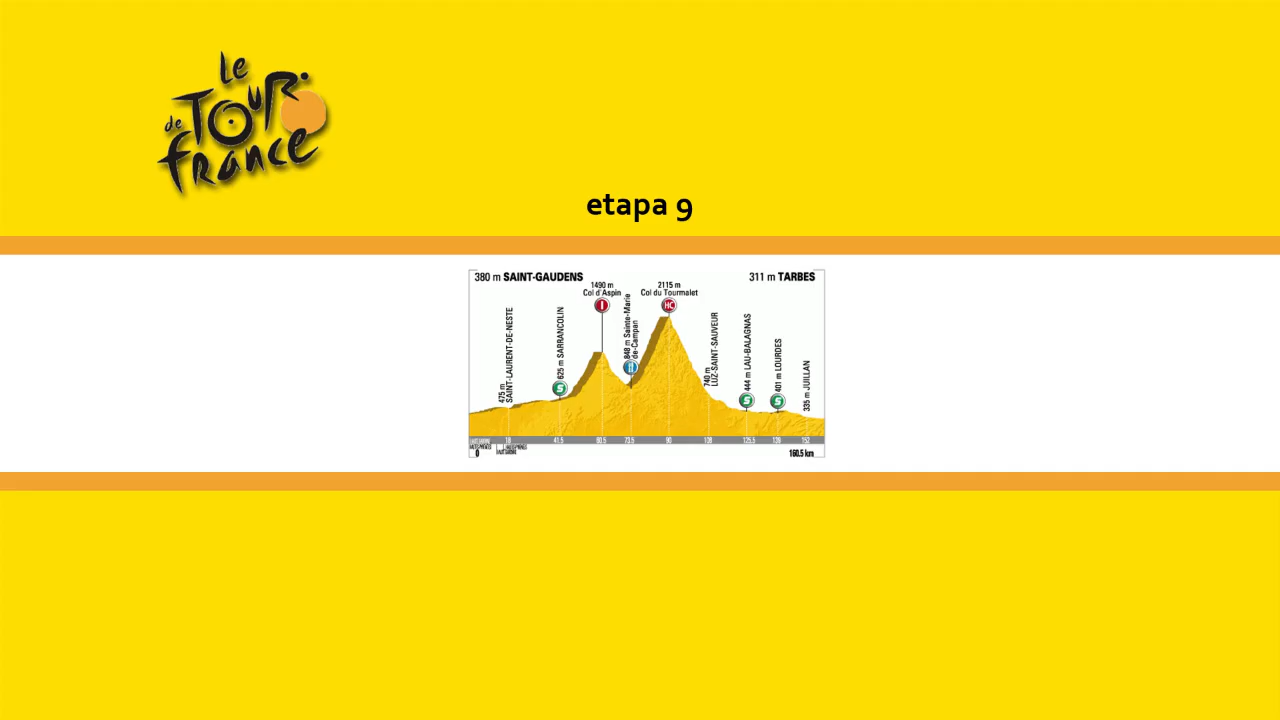 Le
de TOUR
france
etapa 9
380 m SAINT-GAUDENS
311 m TARBES
1490 m
Col d'Aspin
2115 m
Col du Tourmalet
475 m
SAINT-LAURENT-DE-NESTE
625 m SARRANCOLIN
848 m Sainte-Marie
de-Campan
740 m
LUZ-SAINT-SAUVEUR
444 m LAU-BALAGNAS
401 m LOURDES
335 m JUILLAN
I
HC
S
S
S
18
41.5
60.5
73.5
90
108
125.5
139
152
0
160.5 km